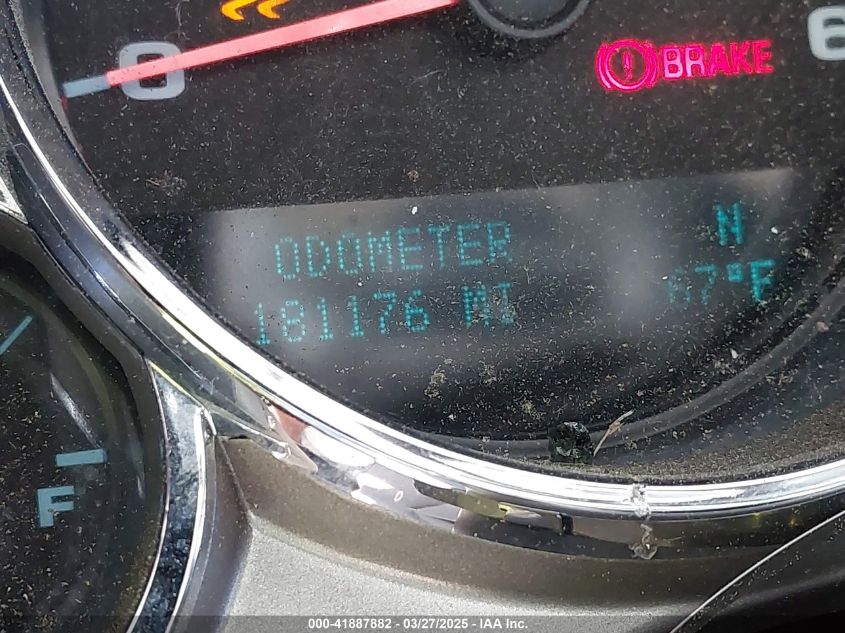 0
6
BRAKE
ODOMETER
N
181176 MI
67°F
F
000-41887882 - 03/27/2025 - IAA Inc.